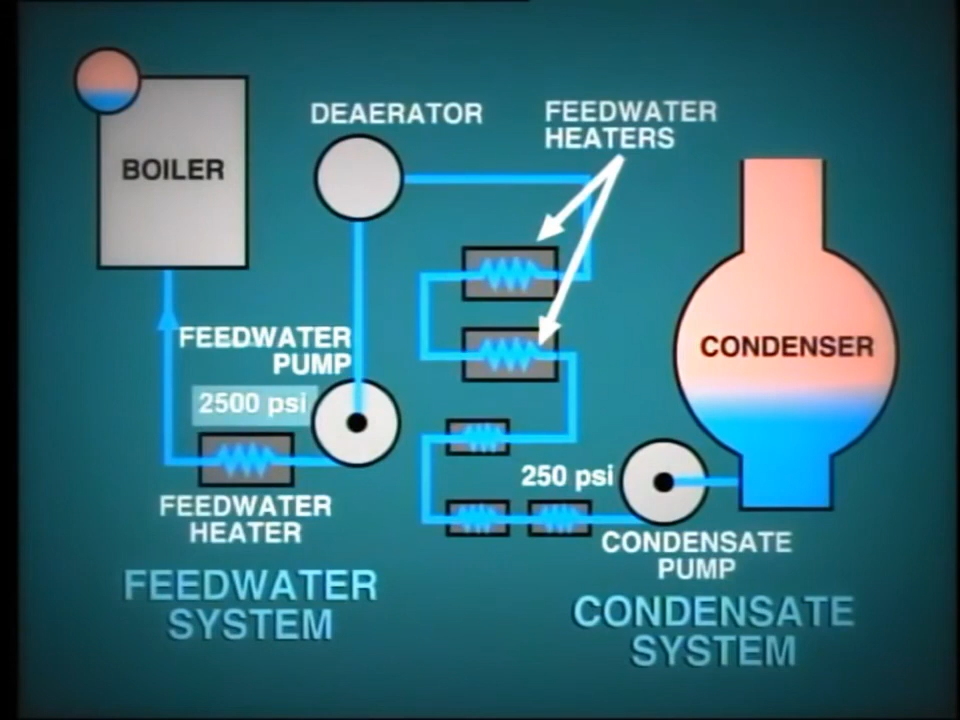 DEAERATOR
FEEDWATER
HEATERS
BOILER
FEEDWATER
PUMP
2500 psi
CONDENSER
250 psi
FEEDWATER
HEATER
CONDENSATE
PUMP
FEEDWATER
SYSTEM
CONDENSATE
SYSTEM